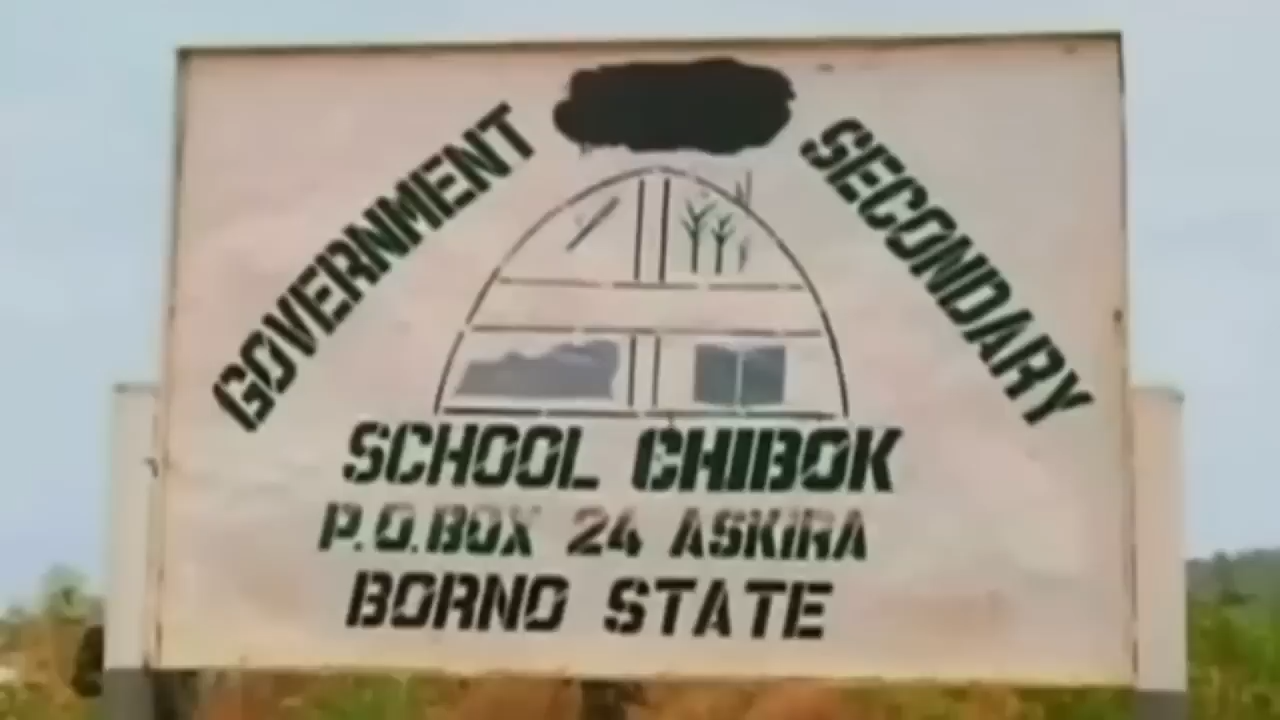 GOVERNMENT SECONDARY
SCHOOL CHIBOK
P.O.BOX 24 ASKIRA
BORNO STATE